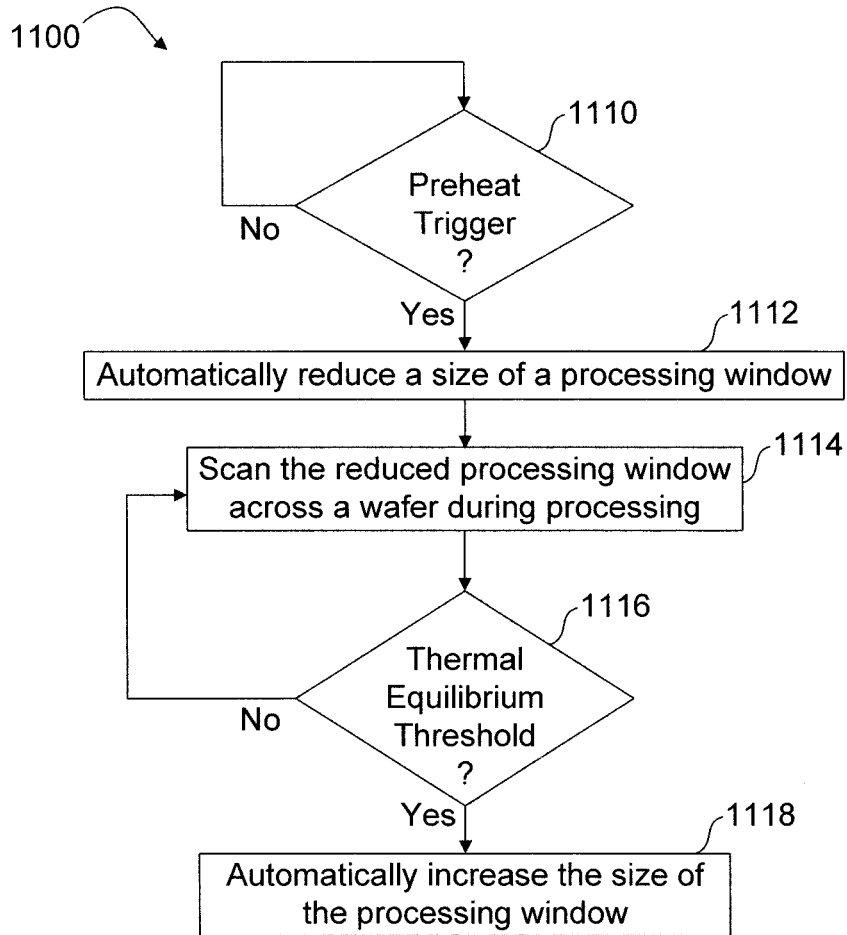 1100
1110
Preheat
Trigger
?
No
Yes
1112
Automatically reduce a size of a processing window
1114
Scan the reduced processing window
across a wafer during processing
1116
Thermal
Equilibrium
Threshold
?
No
Yes
1118
Automatically increase the size of
the processing window